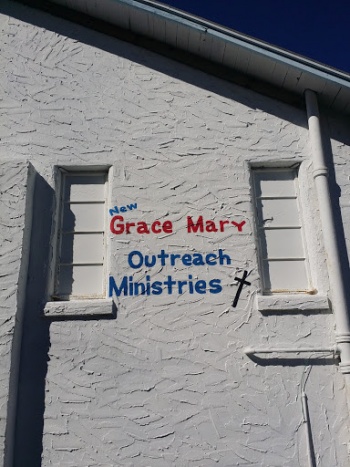 New
Grace Mary
Outreach
Ministries